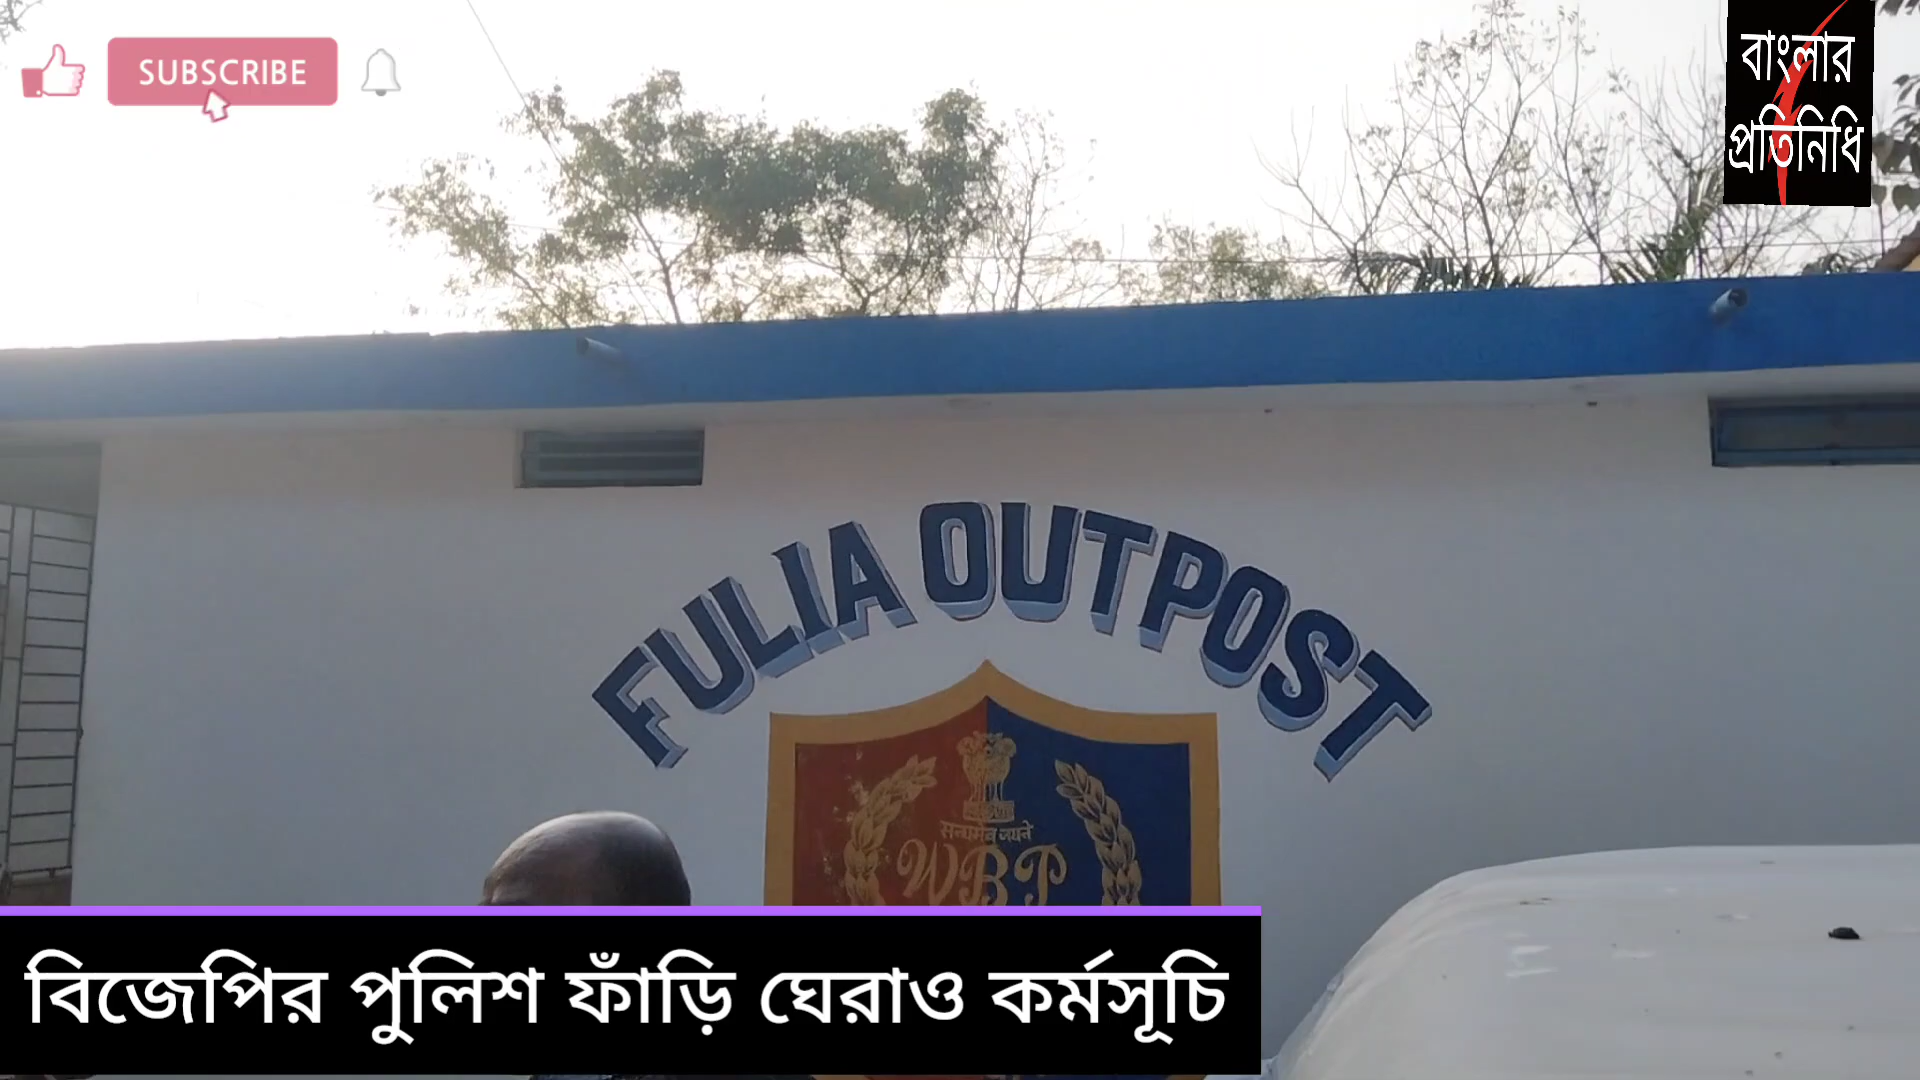 SUBSCRIBE
বাংলার
প্রতিনিধি
FULIA OUTPOST
सत्यमेव जयते
WBP
বিজেপির পুলিশ ফাঁড়ি ঘেরাও কর্মসূচি